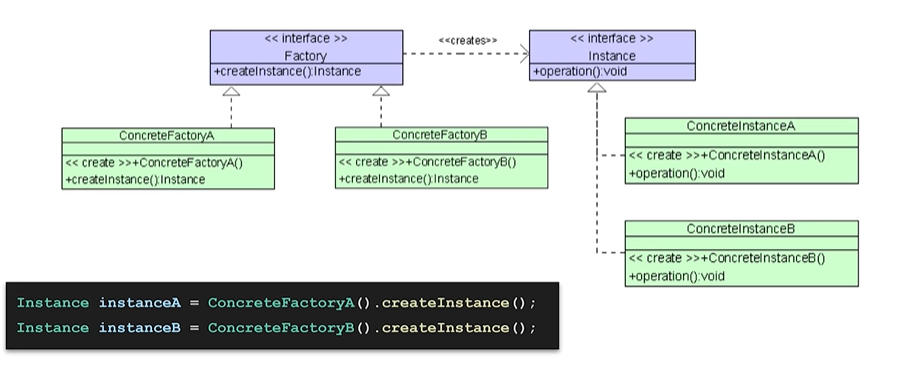 << interface >>
Factory
+createInstance():Instance
<<creates>>
<< interface >>
Instance
+operation():void
ConcreteFactoryA
<< create >>+ConcreteFactoryA()
+createInstance():Instance
ConcreteFactoryB
<< create >>+ConcreteFactoryB()
+createInstance():Instance
ConcreteInstanceA
<< create >>+ConcreteInstanceA()
+operation():void
ConcreteInstanceB
<< create >>+ConcreteInstanceB()
+operation():void
Instance instanceA = ConcreteFactoryA().createInstance();
Instance instanceB = ConcreteFactoryB().createInstance();